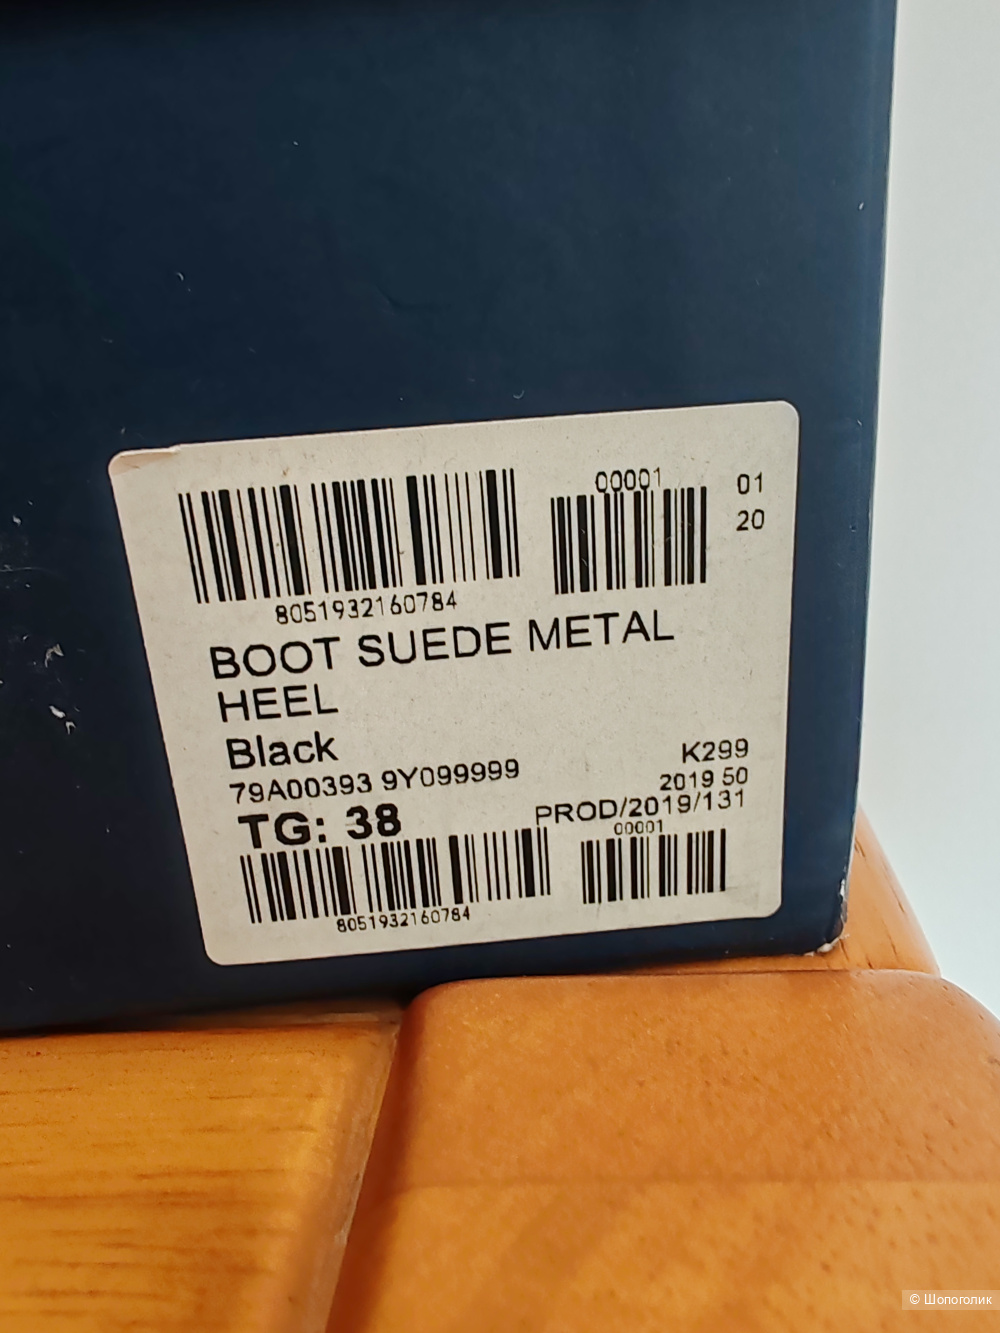 00001
01
20
8051932160784
BOOT SUEDE METAL
HEEL
Black
K299
79A00393 9Y099999
2019 50
TG: 38
PROD/2019/131
00001
8051932160784
© Шопоголик